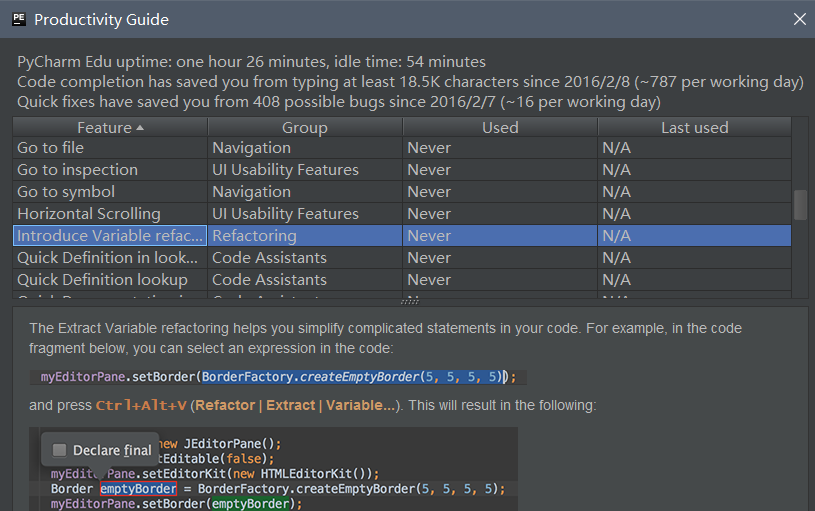 PE Productivity Guide
PyCharm Edu uptime: one hour 26 minutes, idle time: 54 minutes
Code completion has saved you from typing at least 18.5K characters since 2016/2/8 (~787 per working day)
Quick fixes have saved you from 408 possible bugs since 2016/2/7 (~16 per working day)
Feature Group Used Last used
Go to file Navigation Never N/A
Go to inspection UI Usability Features Never N/A
Go to symbol Navigation Never N/A
Horizontal Scrolling UI Usability Features Never N/A
Introduce Variable refac... Refactoring Never N/A
Quick Definition in look... Code Assistants Never N/A
Quick Definition lookup Code Assistants Never N/A
The Extract Variable refactoring helps you simplify complicated statements in your code. For example, in the code
fragment below, you can select an expression in the code:
myEditorPane.setBorder(BorderFactory.createEmptyBorder(5, 5, 5, 5));
and press Ctrl+Alt+V (Refactor | Extract | Variable...). This will result in the following:
new JEditorPane();
Declare final
etEditable(false);
myEditorPane.setEditorKit(new HTMLEditorKit());
Border emptyBorder = BorderFactory.createEmptyBorder(5, 5, 5, 5);
myEditorPane.setBorder(emptyBorder);